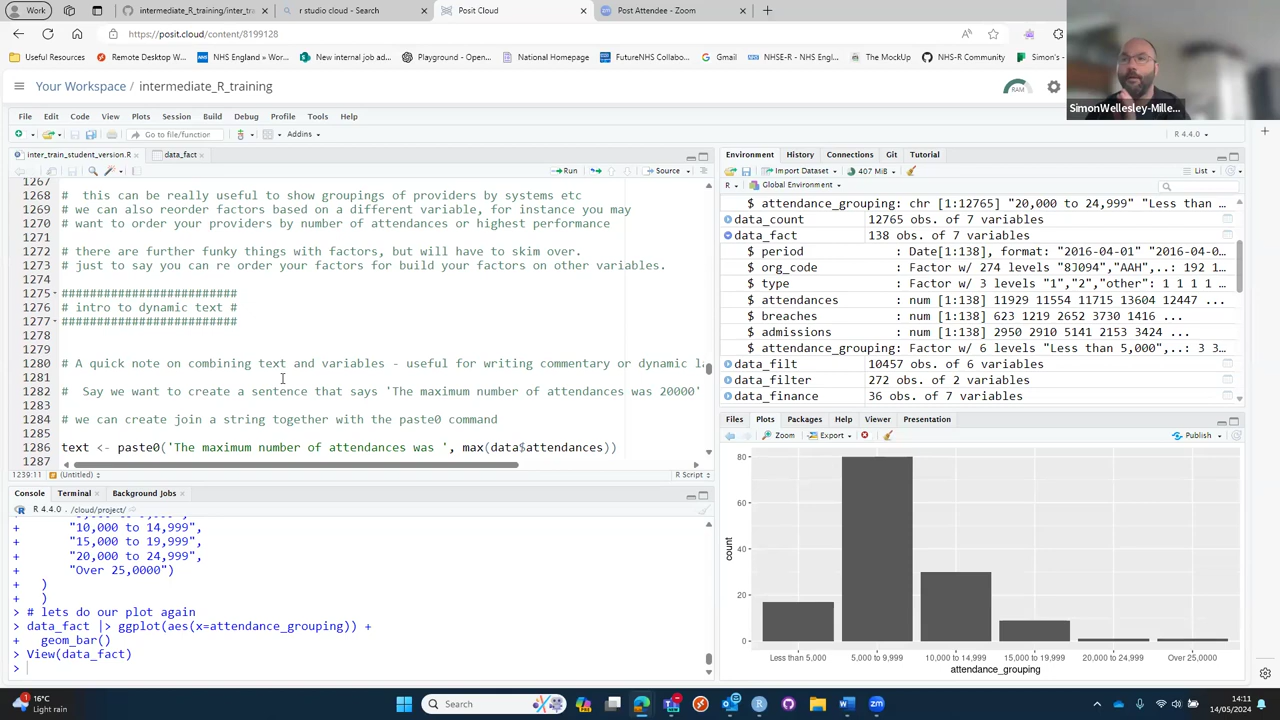 Work
intermediate_R_training/inter_tra
r studio cloud - Search
Posit Cloud
Post Attendee - Zoom
https://posit.cloud/content/8199128
Useful Resources
Remote Desktop W...
NHS England » Wor...
New internal job ad...
Playground - Open...
National Homepage
FutureNHS Collabo...
Gmail
NHSE-R — NHS Engl...
The MockUp
NHS-R Community
Simon's -
Your Workspace / intermediate_R_training
RAM
SimonWellesley-Mille...
File Edit Code View Plots Session Build Debug Profile Tools Help
Go to file/function
Addins
R 4.4.0
inter_train_student_version.R
data_fact
Run
Source
1267
1268 #  this can be really useful to show groupings of providers by systems etc
1269 # we can also reorder factors based on a different variable, for instance you may
1270 # want to order your providers by number of attendances or highest performance
1271
1272 # there are further funky things with factors, but will have to skim over.
1273 # just to say you can re order your factors for build your factors on other variables.
1274
1275 #########################
1276 # intro to dynamic text #
1277 #########################
1278
1279
1280 # A quick note on combining text and variables - useful for writing commentary or dynamic la
1281
1282 #  Say we want to create a sentence that says 'The maximum number of attendances was 20000'
1283
1284 # we can create join a string together with the paste0 command
1285
1286 text <- paste0('The maximum number of attendances was ', max(data$attendances))
1287
1239:11
(Untitled)
R Script
Console
Terminal
Background Jobs
R 4.4.0 · /cloud/project/
+ "10,000 to 14,999",
+ "15,000 to 19,999",
+ "20,000 to 24,999",
+ "Over 25,0000")
+ )
+ )
> # lets do our plot again
> data_fact |> ggplot(aes(x=attendance_grouping)) +
+ geom_bar()
> View(data_fact)
>
Environment
History
Connections
Git
Tutorial
Import Dataset
407 MiB
List
R
Global Environment
$ attendance_grouping: chr [1:12765] "20,000 to 24,999" "Less than …
data_count 12765 obs. of 7 variables
data_fact 138 obs. of 7 variables
$ period : Date[1:138], format: "2016-04-01" "2016-04-0…
$ org_code : Factor w/ 274 levels "8J094","AAH",..: 192 1…
$ type : Factor w/ 3 levels "1","2","other": 1 1 1 1 …
$ attendances : num [1:138] 11929 11554 11715 13604 12447 ...
$ breaches : num [1:138] 623 1219 2652 3730 1416 ...
$ admissions : num [1:138] 2950 2910 5141 2153 3424 ...
$ attendance_grouping: Factor w/ 6 levels "Less than 5,000",..: 3 3 …
data_filt 10457 obs. of 6 variables
data_filter 272 obs. of 2 variables
data_finance 36 obs. of 7 variables
Files
Plots
Packages
Help
Viewer
Presentation
Zoom
Export
Publish
80
60
40
20
0
count
Less than 5,000
5,000 to 9,999
10,000 to 14,999
15,000 to 19,999
20,000 to 24,999
Over 25,0000
attendance_grouping
16°C
Light rain
Search
14:11
14/05/2024